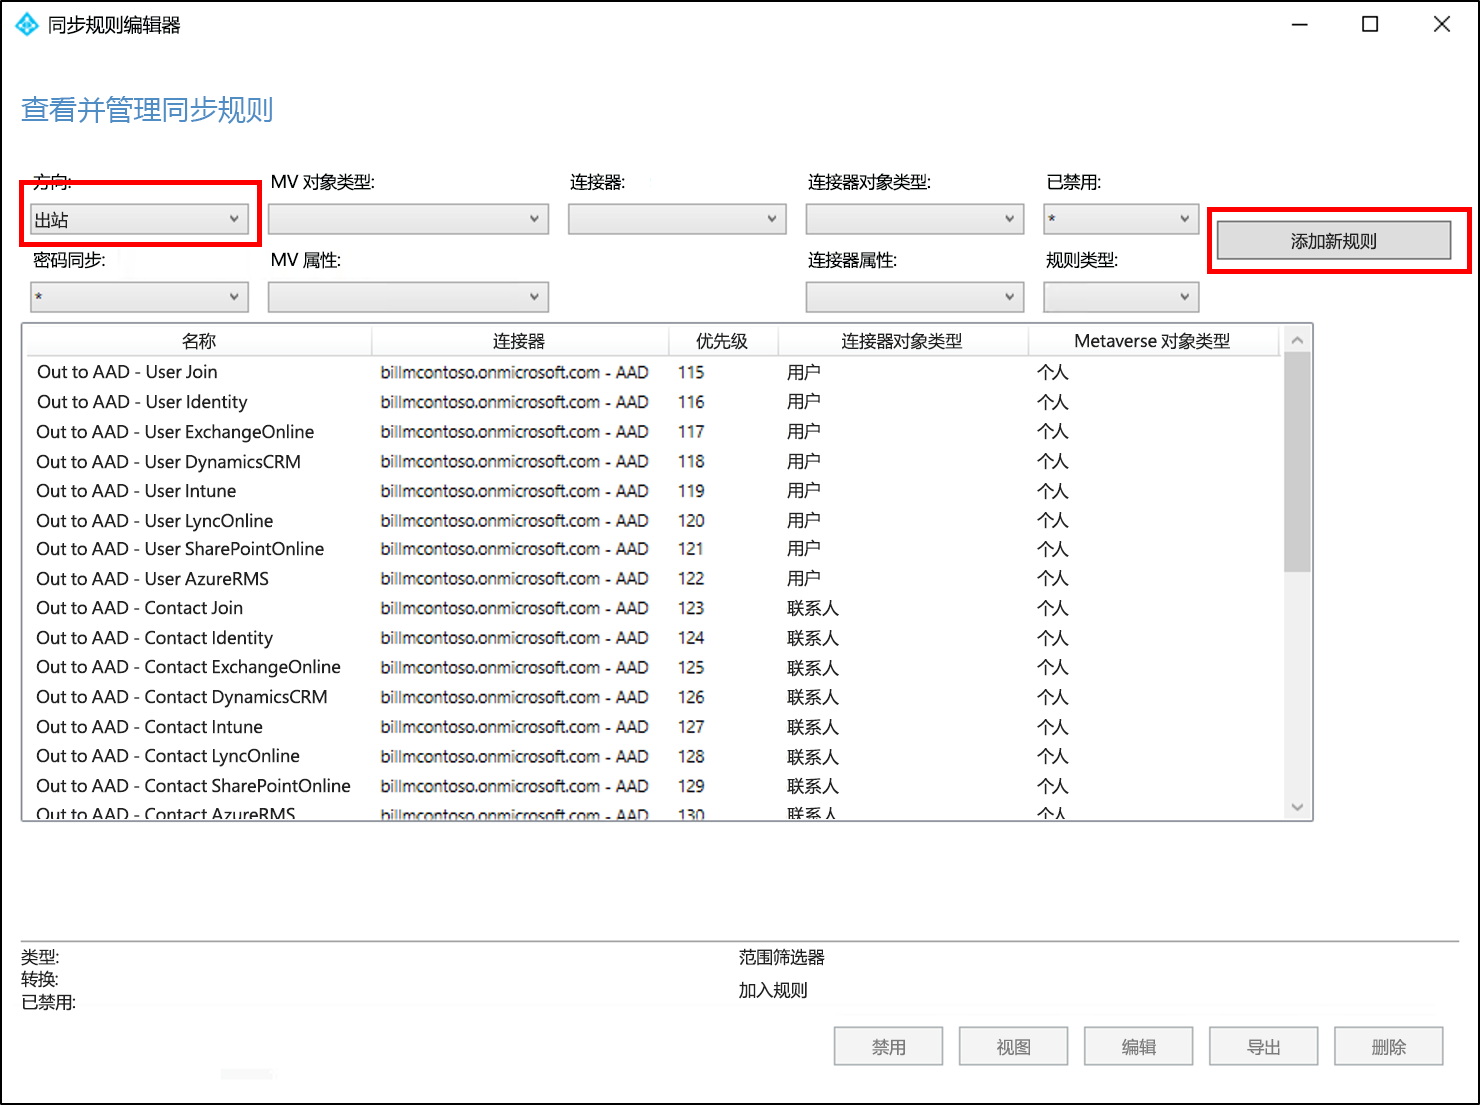 同步规则编辑器
查看并管理同步规则
方向: MV 对象类型: 连接器: 连接器对象类型: 已禁用:
出站 *
添加新规则
密码同步: MV 属性: 连接器属性: 规则类型:
*
名称 连接器 优先级 连接器对象类型 Metaverse 对象类型
Out to AAD - User Join billmcontoso.onmicrosoft.com - AAD 115 用户 个人
Out to AAD - User Identity billmcontoso.onmicrosoft.com - AAD 116 用户 个人
Out to AAD - User ExchangeOnline billmcontoso.onmicrosoft.com - AAD 117 用户 个人
Out to AAD - User DynamicsCRM billmcontoso.onmicrosoft.com - AAD 118 用户 个人
Out to AAD - User Intune billmcontoso.onmicrosoft.com - AAD 119 用户 个人
Out to AAD - User LyncOnline billmcontoso.onmicrosoft.com - AAD 120 用户 个人
Out to AAD - User SharePointOnline billmcontoso.onmicrosoft.com - AAD 121 用户 个人
Out to AAD - User AzureRMS billmcontoso.onmicrosoft.com - AAD 122 用户 个人
Out to AAD - Contact Join billmcontoso.onmicrosoft.com - AAD 123 联系人 个人
Out to AAD - Contact Identity billmcontoso.onmicrosoft.com - AAD 124 联系人 个人
Out to AAD - Contact ExchangeOnline billmcontoso.onmicrosoft.com - AAD 125 联系人 个人
Out to AAD - Contact DynamicsCRM billmcontoso.onmicrosoft.com - AAD 126 联系人 个人
Out to AAD - Contact Intune billmcontoso.onmicrosoft.com - AAD 127 联系人 个人
Out to AAD - Contact LyncOnline billmcontoso.onmicrosoft.com - AAD 128 联系人 个人
Out to AAD - Contact SharePointOnline billmcontoso.onmicrosoft.com - AAD 129 联系人 个人
Out to AAD - Contact AzureRMS billmcontoso.onmicrosoft.com - AAD 130 联系人 个人
类型: 范围筛选器
转换:
加入规则
已禁用:
禁用 视图 编辑 导出 删除